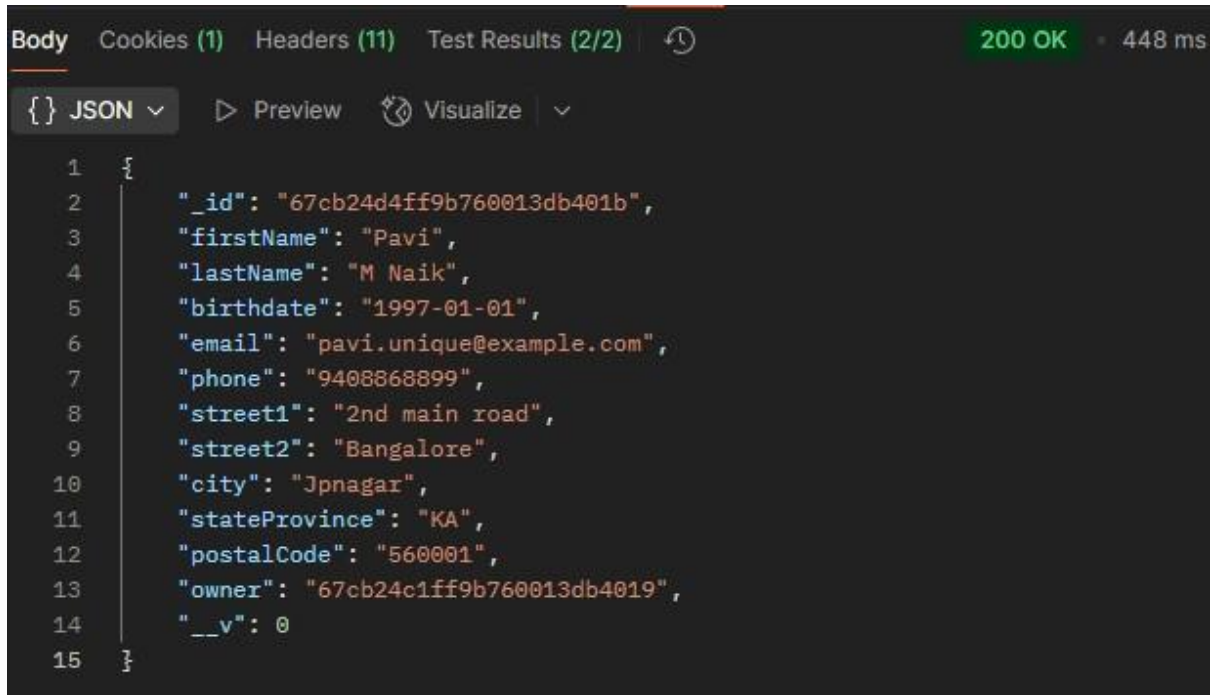 Body Cookies (1) Headers (11) Test Results (2/2) 200 OK 448 ms
{} JSON Preview Visualize
1 {
2 "_id": "67cb24d4ff9b760013db401b",
3 "firstName": "Pavi",
4 "lastName": "M Naik",
5 "birthdate": "1997-01-01",
6 "email": "pavi.unique@example.com",
7 "phone": "9408868899",
8 "street1": "2nd main road",
9 "street2": "Bangalore",
10 "city": "Jpnagar",
11 "stateProvince": "KA",
12 "postalCode": "560001",
13 "owner": "67cb24c1ff9b760013db4019",
14 "__v": 0
15 }